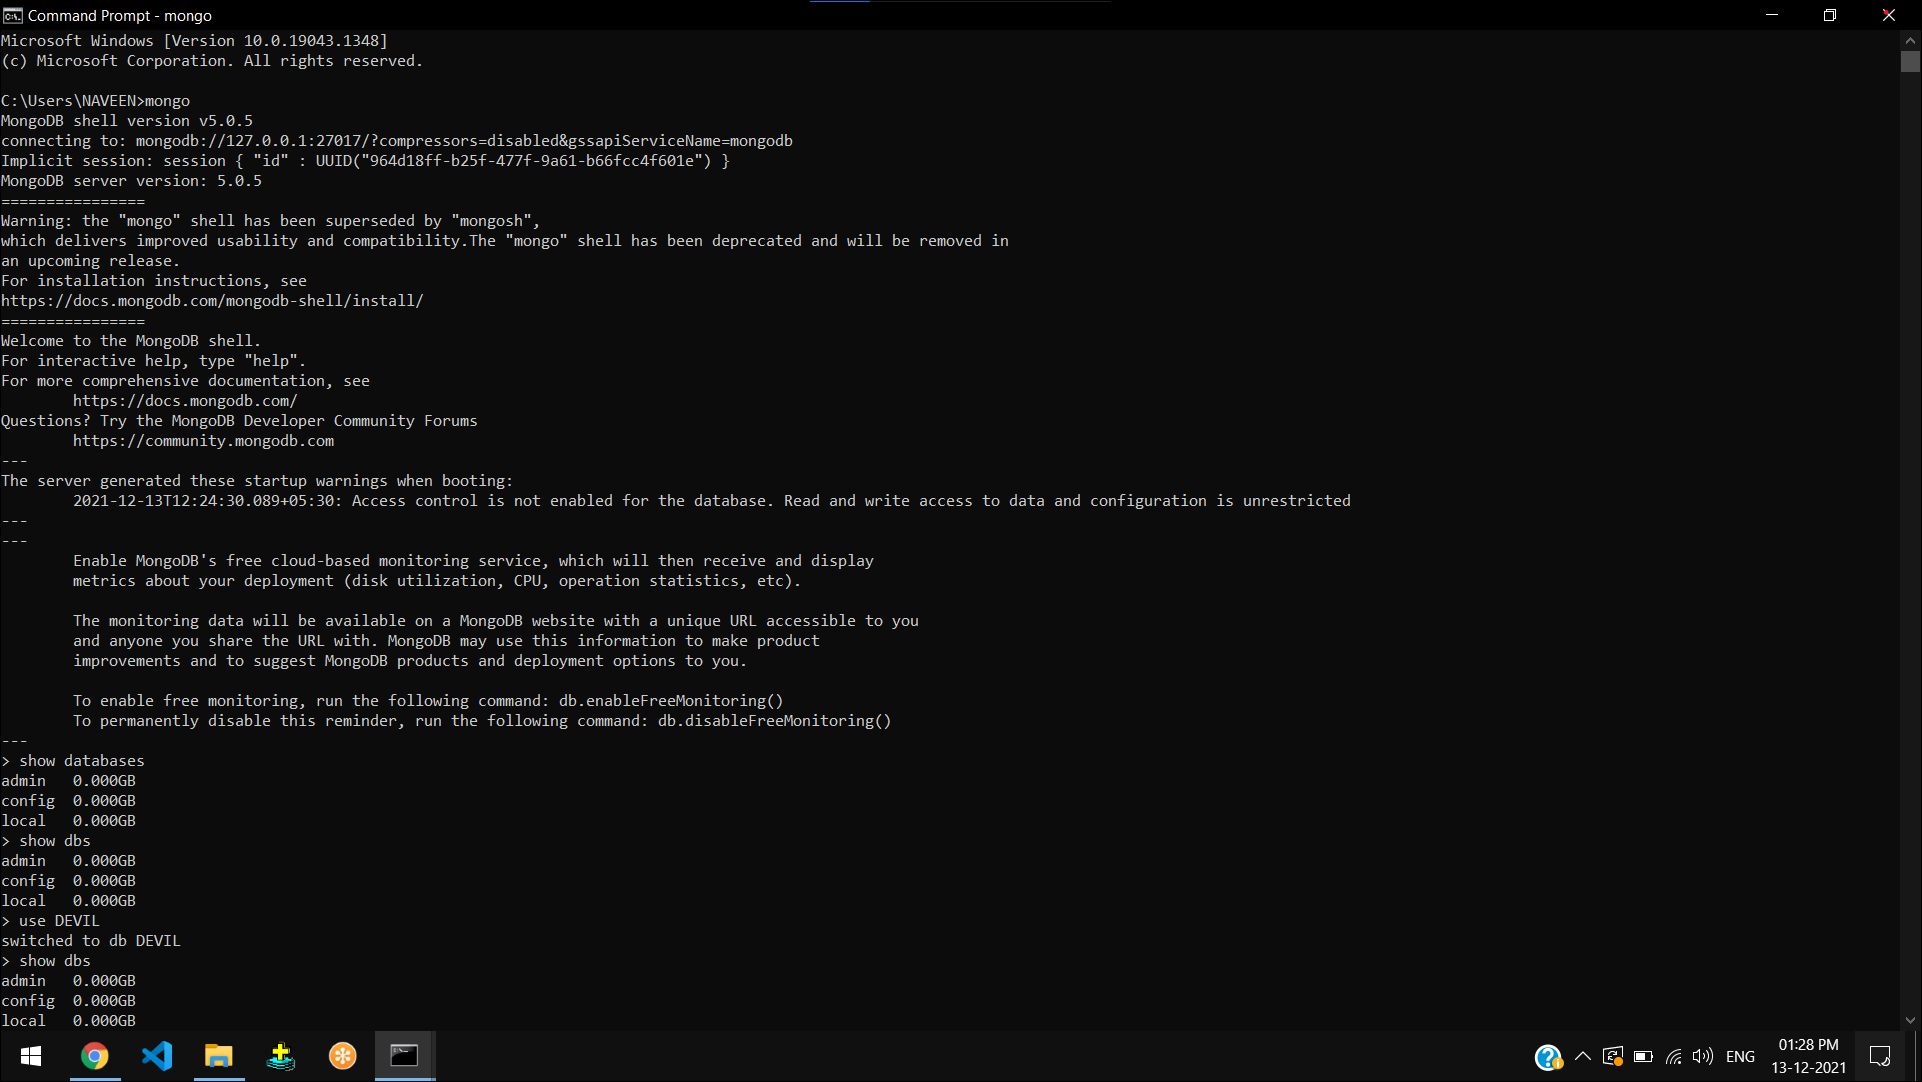 Command Prompt - mongo
Microsoft Windows [Version 10.0.19043.1348]
(c) Microsoft Corporation. All rights reserved.
C:\Users\NAVEEN>mongo
MongoDB shell version v5.0.5
connecting to: mongodb://127.0.0.1:27017/?compressors=disabled&gssapiServiceName=mongodb
Implicit session: session { "id" : UUID("964d18ff-b25f-477f-9a61-b66fcc4f601e") }
MongoDB server version: 5.0.5
================
Warning: the "mongo" shell has been superseded by "mongosh",
which delivers improved usability and compatibility.The "mongo" shell has been deprecated and will be removed in
an upcoming release.
For installation instructions, see
https://docs.mongodb.com/mongodb-shell/install/
================
Welcome to the MongoDB shell.
For interactive help, type "help".
For more comprehensive documentation, see
https://docs.mongodb.com/
Questions? Try the MongoDB Developer Community Forums
https://community.mongodb.com
---
The server generated these startup warnings when booting:
2021-12-13T12:24:30.089+05:30: Access control is not enabled for the database. Read and write access to data and configuration is unrestricted
---
---
Enable MongoDB's free cloud-based monitoring service, which will then receive and display
metrics about your deployment (disk utilization, CPU, operation statistics, etc).
The monitoring data will be available on a MongoDB website with a unique URL accessible to you
and anyone you share the URL with. MongoDB may use this information to make product
improvements and to suggest MongoDB products and deployment options to you.
To enable free monitoring, run the following command: db.enableFreeMonitoring()
To permanently disable this reminder, run the following command: db.disableFreeMonitoring()
---
> show databases
admin   0.000GB
config  0.000GB
local   0.000GB
> show dbs
admin   0.000GB
config  0.000GB
local   0.000GB
> use DEVIL
switched to db DEVIL
> show dbs
admin   0.000GB
config  0.000GB
local   0.000GB
ENG
01:28 PM
13-12-2021